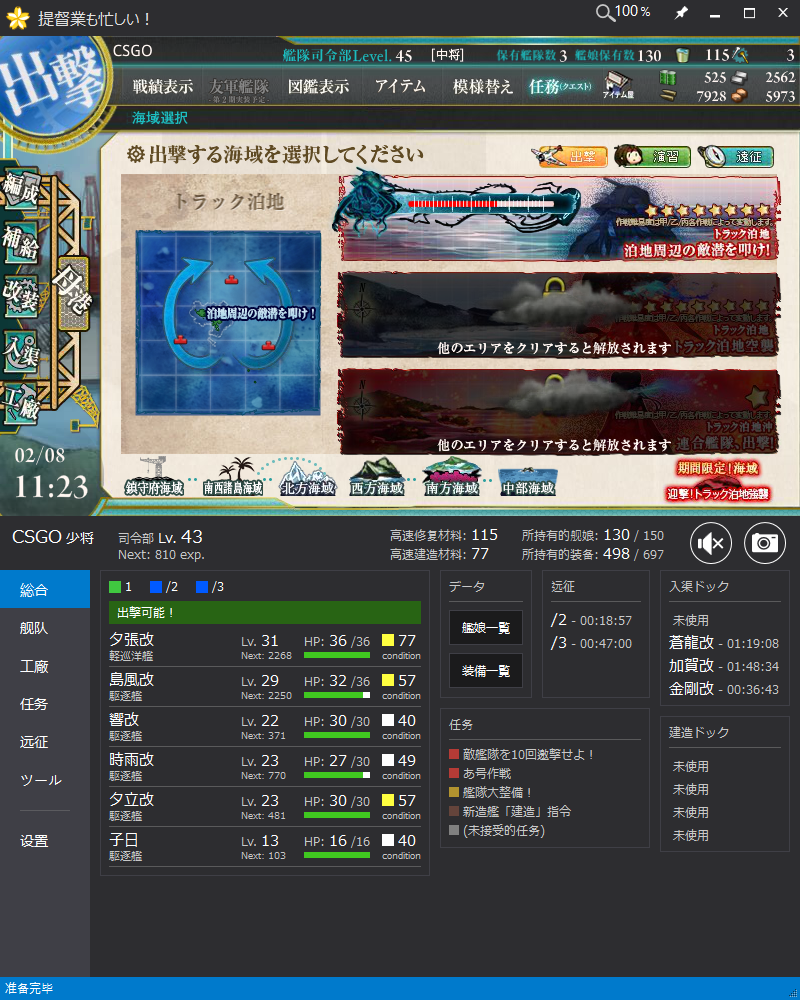 提督業も忙しい！
100%
出撃
CSGO
艦隊司令部Level. 45 [中将]
保有艦隊数 3 艦娘保有数 130 115 3
戦績表示
友軍艦隊
-第2期実装予定-
図鑑表示
アイテム
模様替え
任務(クエスト)
アイテム屋
525 2562
7928 5973
海域選択
出撃する海域を選択してください
出撃
演習
遠征
編成
補給
改装
入渠
工廠
母港
トラック泊地
泊地周辺の敵潜を叩け！
作戦難易度は甲/乙/丙各作戦によって変動します。
トラック泊地
泊地周辺の敵潜を叩け!
作戦難易度は甲/乙/丙各作戦によって変動します。
トラック泊地
他のエリアをクリアすると解放されます
トラック泊地空襲
作戦難易度は甲/乙/丙各作戦によって変動します。
トラック泊地沖
他のエリアをクリアすると解放されます
連合艦隊、出撃!
02/08
11:23
鎮守府海域
南西諸島海域
北方海域
西方海域
南方海域
中部海域
期間限定!海域
迎撃!トラック泊地強襲
CSGO 少将
司令部 Lv. 43
Next: 810 exp.
高速修复材料: 115
高速建造材料: 77
所持有的舰娘: 130 / 150
所持有的装备: 498 / 697
総合
舰队
工廠
任务
远征
ツール
设置
1 /2 /3
出撃可能！
夕張改 Lv. 31 HP: 36 /36 77
軽巡洋艦 Next: 2268 condition
島風改 Lv. 29 HP: 32 /36 57
駆逐艦 Next: 2250 condition
響改 Lv. 22 HP: 30 /30 40
駆逐艦 Next: 371 condition
時雨改 Lv. 23 HP: 27 /30 49
駆逐艦 Next: 770 condition
夕立改 Lv. 23 HP: 30 /30 57
駆逐艦 Next: 481 condition
子日 Lv. 13 HP: 16 /16 40
駆逐艦 Next: 103 condition
データ
艦娘一覧
装備一覧
远征
/2 - 00:18:57
/3 - 00:47:00
入渠ドック
未使用
蒼龍改 - 01:19:08
加賀改 - 01:48:34
金剛改 - 00:36:43
任务
敵艦隊を10回邀撃せよ！
あ号作戦
艦隊大整備！
新造艦「建造」指令
(未接受的任务)
建造ドック
未使用
未使用
未使用
未使用
准备完毕